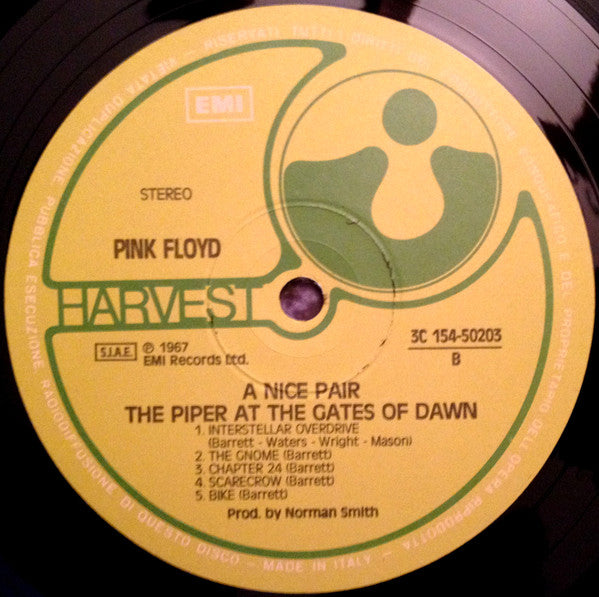 EMI
STEREO
PINK FLOYD
HARVEST
S.I.A.E. ℗ 1967
EMI Records Ltd.
3C 154-50203
B
A NICE PAIR
THE PIPER AT THE GATES OF DAWN
1. INTERSTELLAR OVERDRIVE
(Barrett - Waters - Wright - Mason)
2. THE GNOME (Barrett)
3. CHAPTER 24 (Barrett)
4. SCARECROW (Barrett)
5. BIKE (Barrett)
Prod. by Norman Smith
MADE IN ITALY - RISERVATI TUTTI I DIRITTI DEL FONOGRAFICO E DEL PROPRIETARIO DELL'OPERA RIPRODOTTA
VIETATA DUPLICAZIONE PUBBLICA ESECUZIONE RADIODIFFUSIONE DI QUESTO DISCO